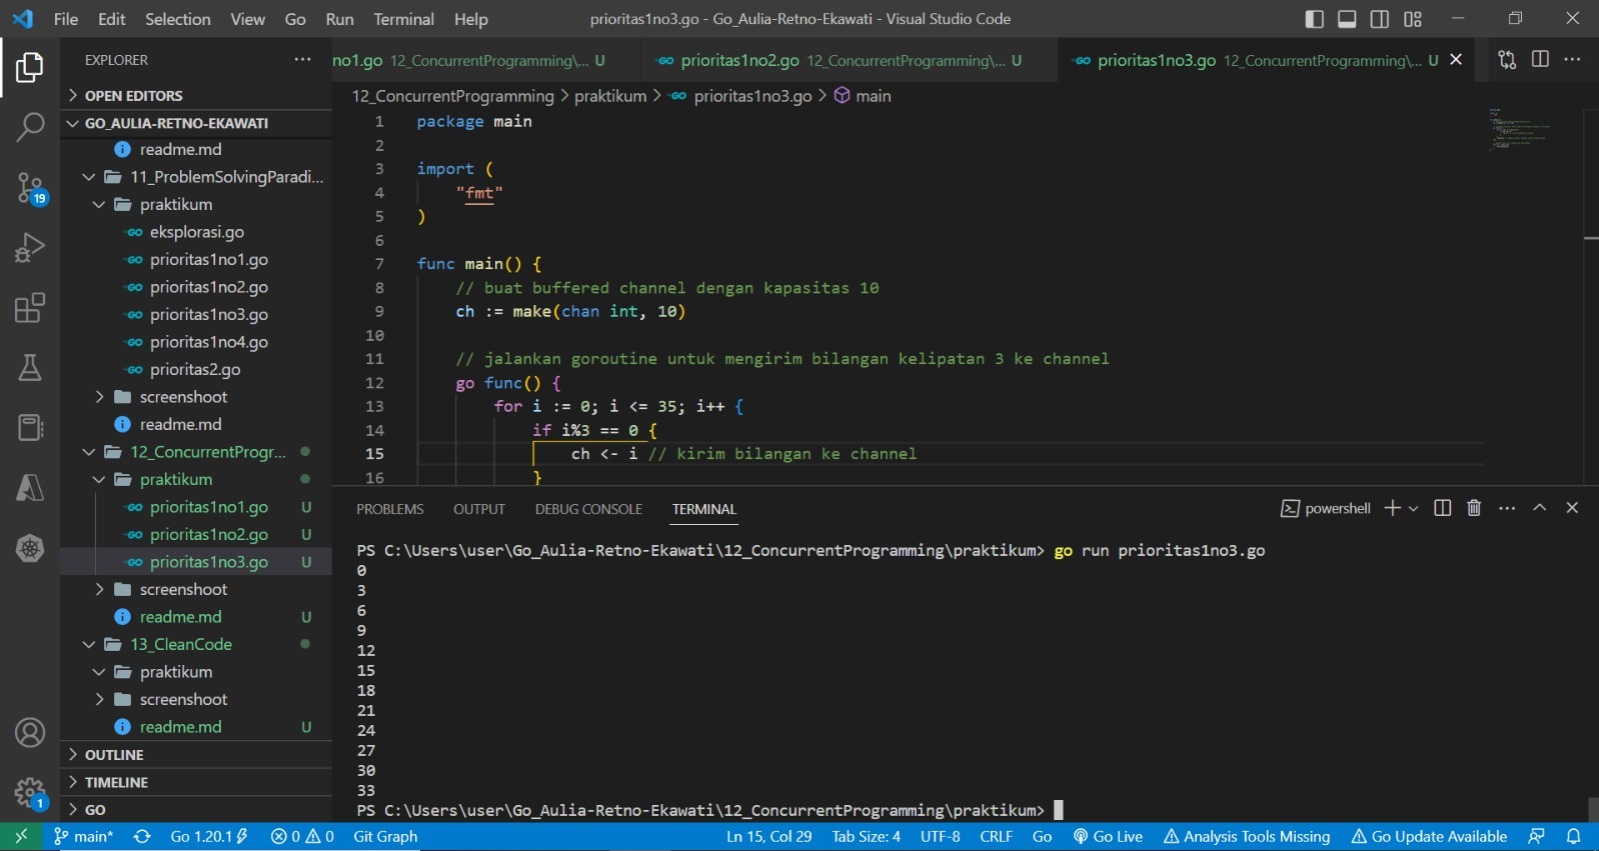 File Edit Selection View Go Run Terminal Help
prioritas1no3.go - Go_Aulia-Retno-Ekawati - Visual Studio Code
EXPLORER
OPEN EDITORS
GO_AULIA-RETNO-EKAWATI
readme.md
11_ProblemSolvingParadi...
praktikum
eksplorasi.go
prioritas1no1.go
prioritas1no2.go
prioritas1no3.go
prioritas1no4.go
prioritas2.go
screenshoot
readme.md
12_ConcurrentProgr...
praktikum
prioritas1no1.go U
prioritas1no2.go U
prioritas1no3.go U
screenshoot
readme.md U
13_CleanCode
praktikum
screenshoot
readme.md U
OUTLINE
TIMELINE
GO
19
1
no1.go 12_ConcurrentProgramming\... U
prioritas1no2.go 12_ConcurrentProgramming\... U
prioritas1no3.go 12_ConcurrentProgramming\... U
12_ConcurrentProgramming > praktikum > prioritas1no3.go > main
1 package main
2
3 import (
4 "fmt"
5 )
6
7 func main() {
8 // buat buffered channel dengan kapasitas 10
9 ch := make(chan int, 10)
10
11 // jalankan goroutine untuk mengirim bilangan kelipatan 3 ke channel
12 go func() {
13 for i := 0; i <= 35; i++ {
14 if i%3 == 0 {
15 ch <- i // kirim bilangan ke channel
16 }
PROBLEMS OUTPUT DEBUG CONSOLE TERMINAL
powershell
PS C:\Users\user\Go_Aulia-Retno-Ekawati\12_ConcurrentProgramming\praktikum> go run prioritas1no3.go
0
3
6
9
12
15
18
21
24
27
30
33
PS C:\Users\user\Go_Aulia-Retno-Ekawati\12_ConcurrentProgramming\praktikum>
main* Go 1.20.1 0 0 Git Graph
Ln 15, Col 29 Tab Size: 4 UTF-8 CRLF Go Go Live Analysis Tools Missing Go Update Available